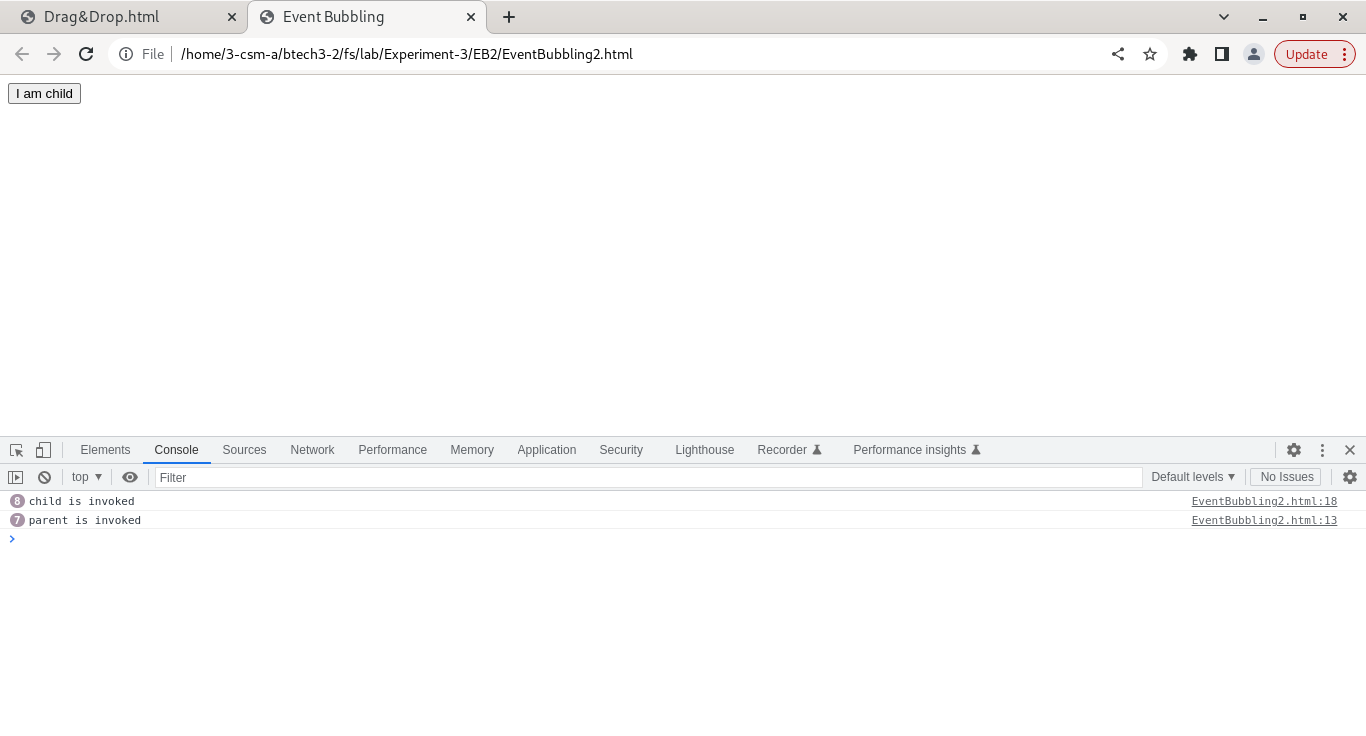 Drag&Drop.html
Event Bubbling
File
/home/3-csm-a/btech3-2/fs/lab/Experiment-3/EB2/EventBubbling2.html
Update
I am child
Elements Console Sources Network Performance Memory Application Security Lighthouse Recorder Performance insights
top Filter Default levels No Issues
8 child is invoked EventBubbling2.html:18
7 parent is invoked EventBubbling2.html:13